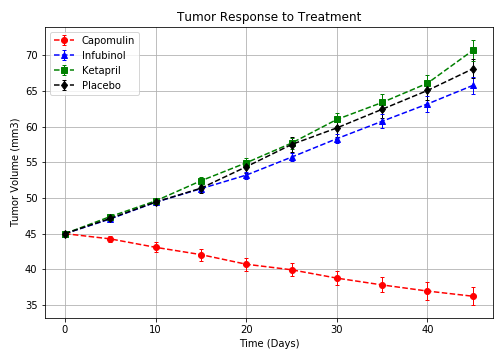 Tumor Response to Treatment
Capomulin
Infubinol
Ketapril
Placebo
70
65
60
55
50
45
40
35
Tumor Volume (mm3)
0
10
20
30
40
Time (Days)